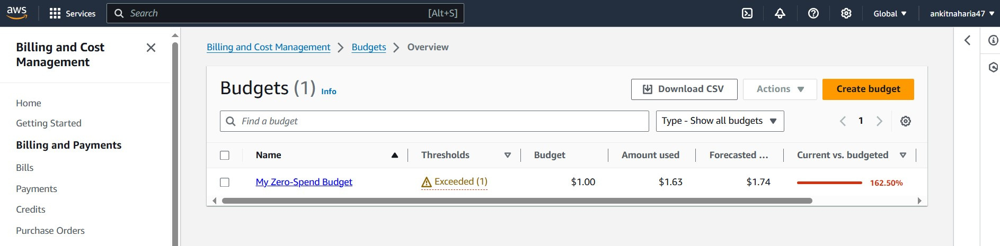 aws Services Search [Alt+S] Global ankitnaharia47
Billing and Cost Management
Home
Getting Started
Billing and Payments
Bills
Payments
Credits
Purchase Orders
Billing and Cost Management Budgets Overview
Budgets (1) Info Download CSV Actions Create budget
Find a budget Type - Show all budgets 1
Name Thresholds Budget Amount used Forecasted ... Current vs. budgeted
My Zero-Spend Budget Exceeded (1) $1.00 $1.63 $1.74 162.50%